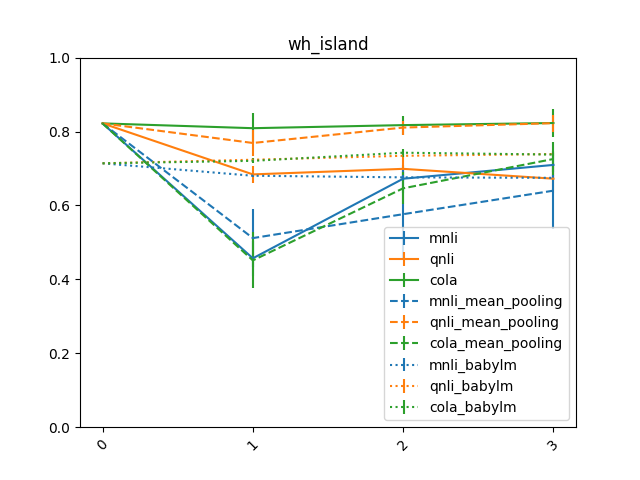 wh_island
1.0
0.8
0.6
0.4
0.2
0.0
0
1
2
3
mnli
qnli
cola
mnli_mean_pooling
qnli_mean_pooling
cola_mean_pooling
mnli_babylm
qnli_babylm
cola_babylm